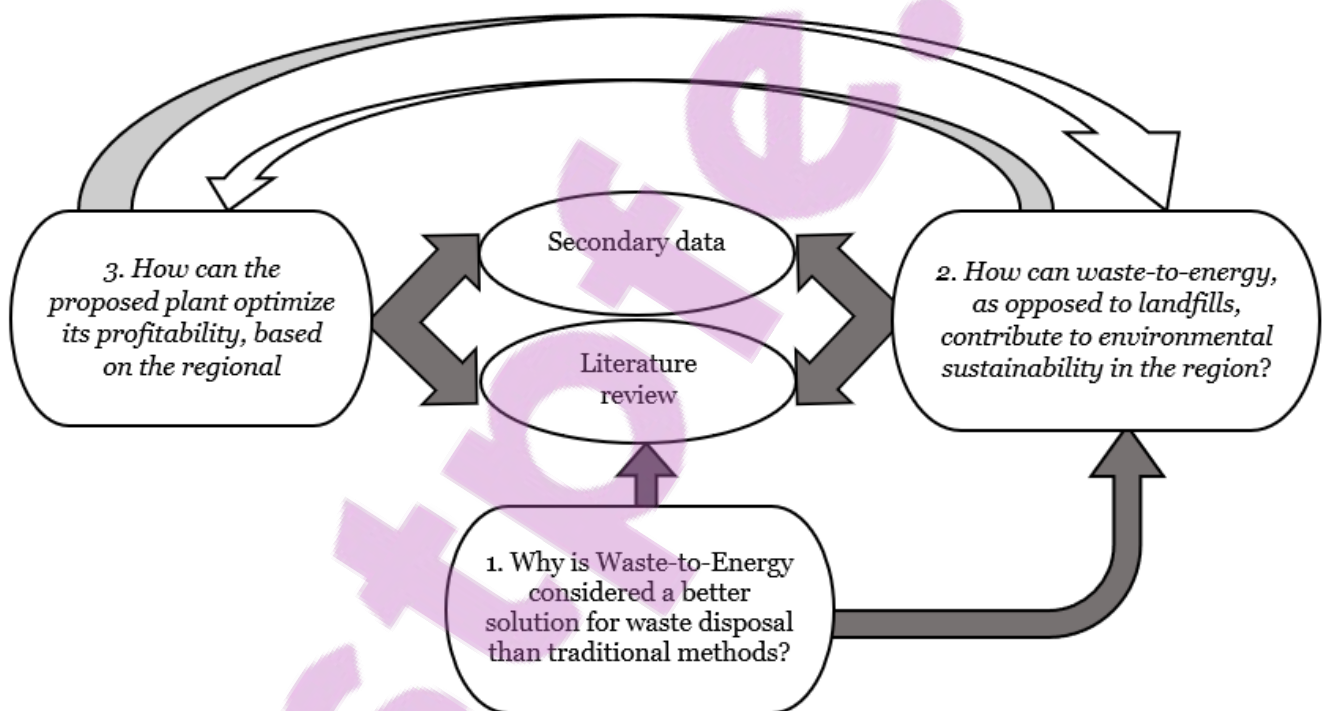 Secondary data
3. How can the
proposed plant optimize
its profitability, based
on the regional
2. How can waste-to-energy,
as opposed to landfills,
contribute to environmental
sustainability in the region?
Literature
review
1. Why is Waste-to-Energy
considered a better
solution for waste disposal
than traditional methods?